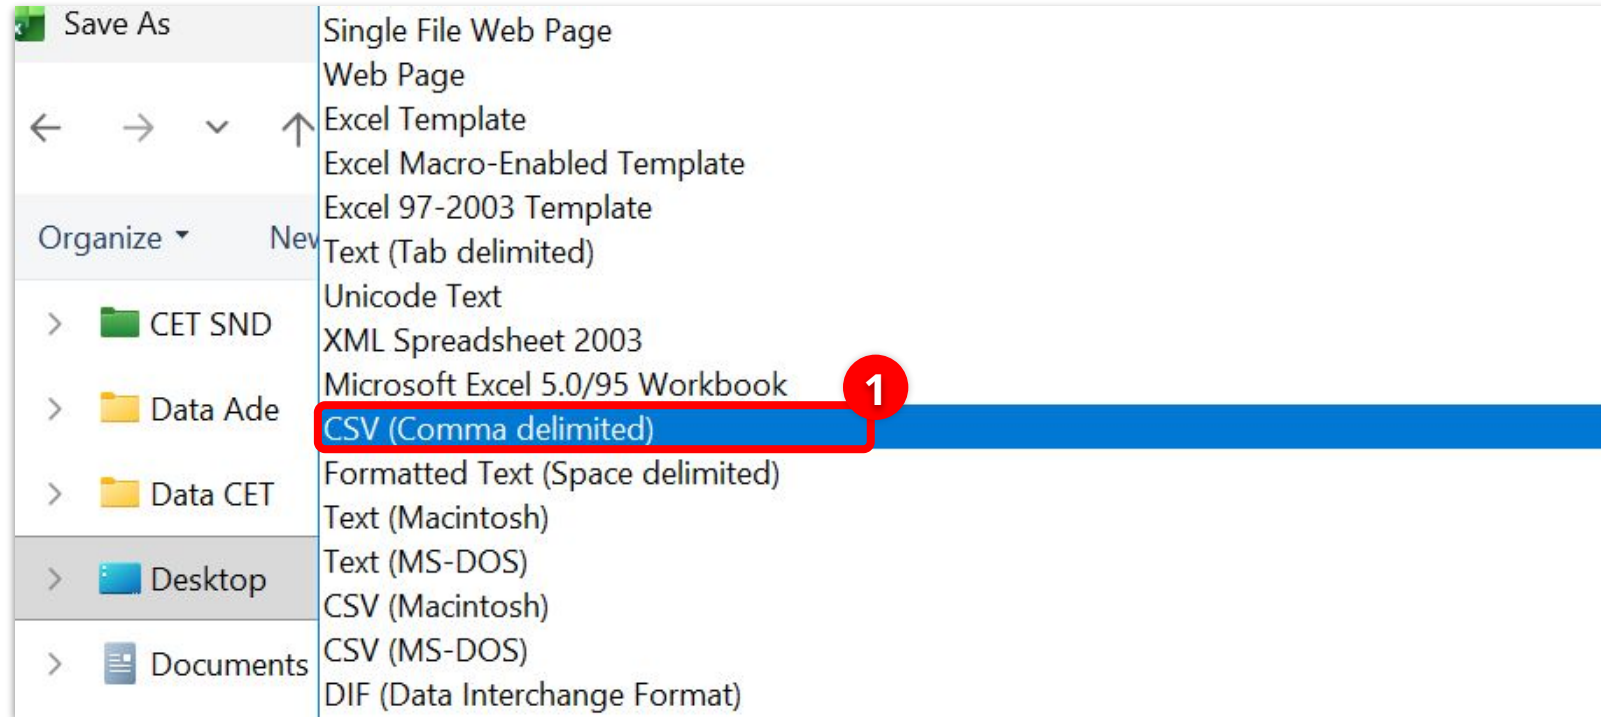 Save As
Organize
New
CET SND
Data Ade
Data CET
Desktop
Documents
Single File Web Page
Web Page
Excel Template
Excel Macro-Enabled Template
Excel 97-2003 Template
Text (Tab delimited)
Unicode Text
XML Spreadsheet 2003
Microsoft Excel 5.0/95 Workbook
1
CSV (Comma delimited)
Formatted Text (Space delimited)
Text (Macintosh)
Text (MS-DOS)
CSV (Macintosh)
CSV (MS-DOS)
DIF (Data Interchange Format)